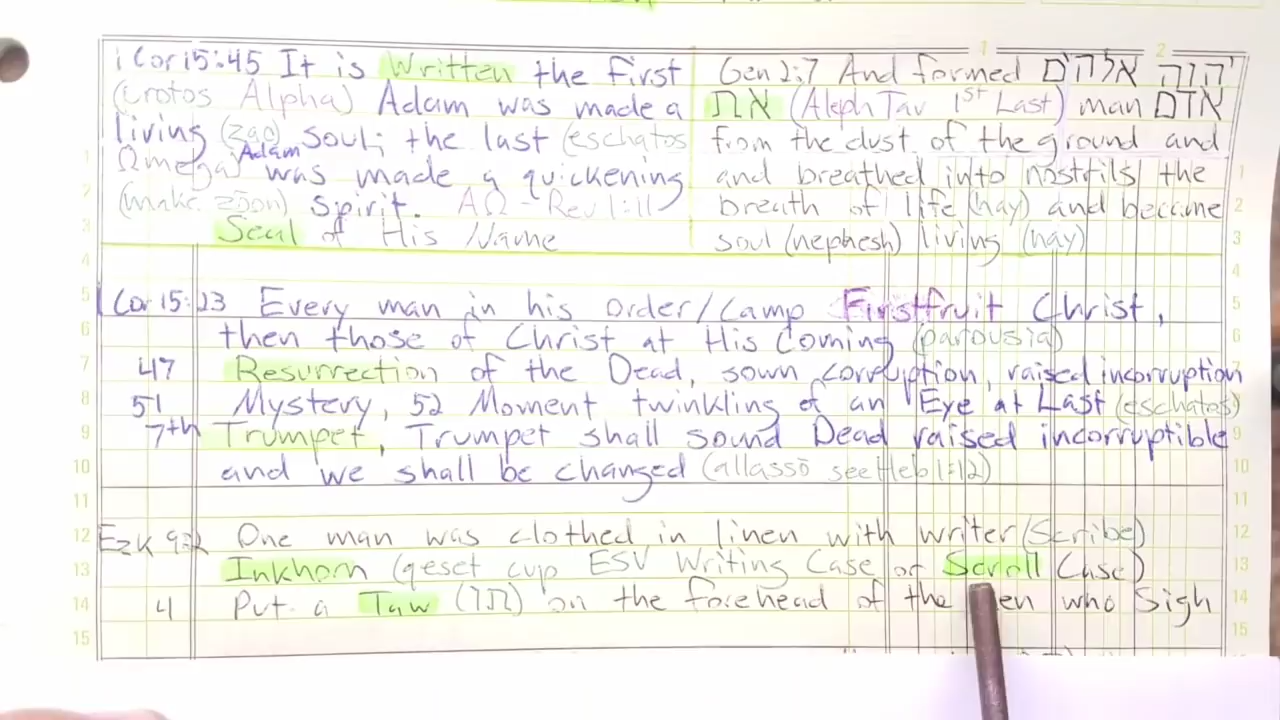 1 Cor 15:45 It is Written the first
(protos Alpha) Adam was made a
living (zao) soul; the last (eschatos
Ωmega) Adam was made a quickening
(make zōon) spirit. AΩ - Rev 1:11
Seal of His Name
Gen 2:7 And formed יהוה אלהים
את (Aleph Tav 1st Last) man אדם
from the dust of the ground and
and breathed into nostrils the
breath of life (hay) and became
soul (nephesh) living (hay)
1 Cor 15:23 Every man in his order/Camp Firstfruit Christ,
then those of Christ at His Coming (parousia)
47 Resurrection of the Dead, sown corruption, raised incorruption
51 Mystery, 52 Moment twinkling of an Eye at Last (eschatos)
7th Trumpet, Trumpet shall sound Dead raised incorruptible
and we shall be changed (allassō see Heb 1:12)
Ezk 9:2 One man was clothed in linen with writer (Scribe)
Inkhorn (qeset cup ESV Writing Case or Scroll Case)
4 Put a Taw (תו) on the forehead of the men who sigh